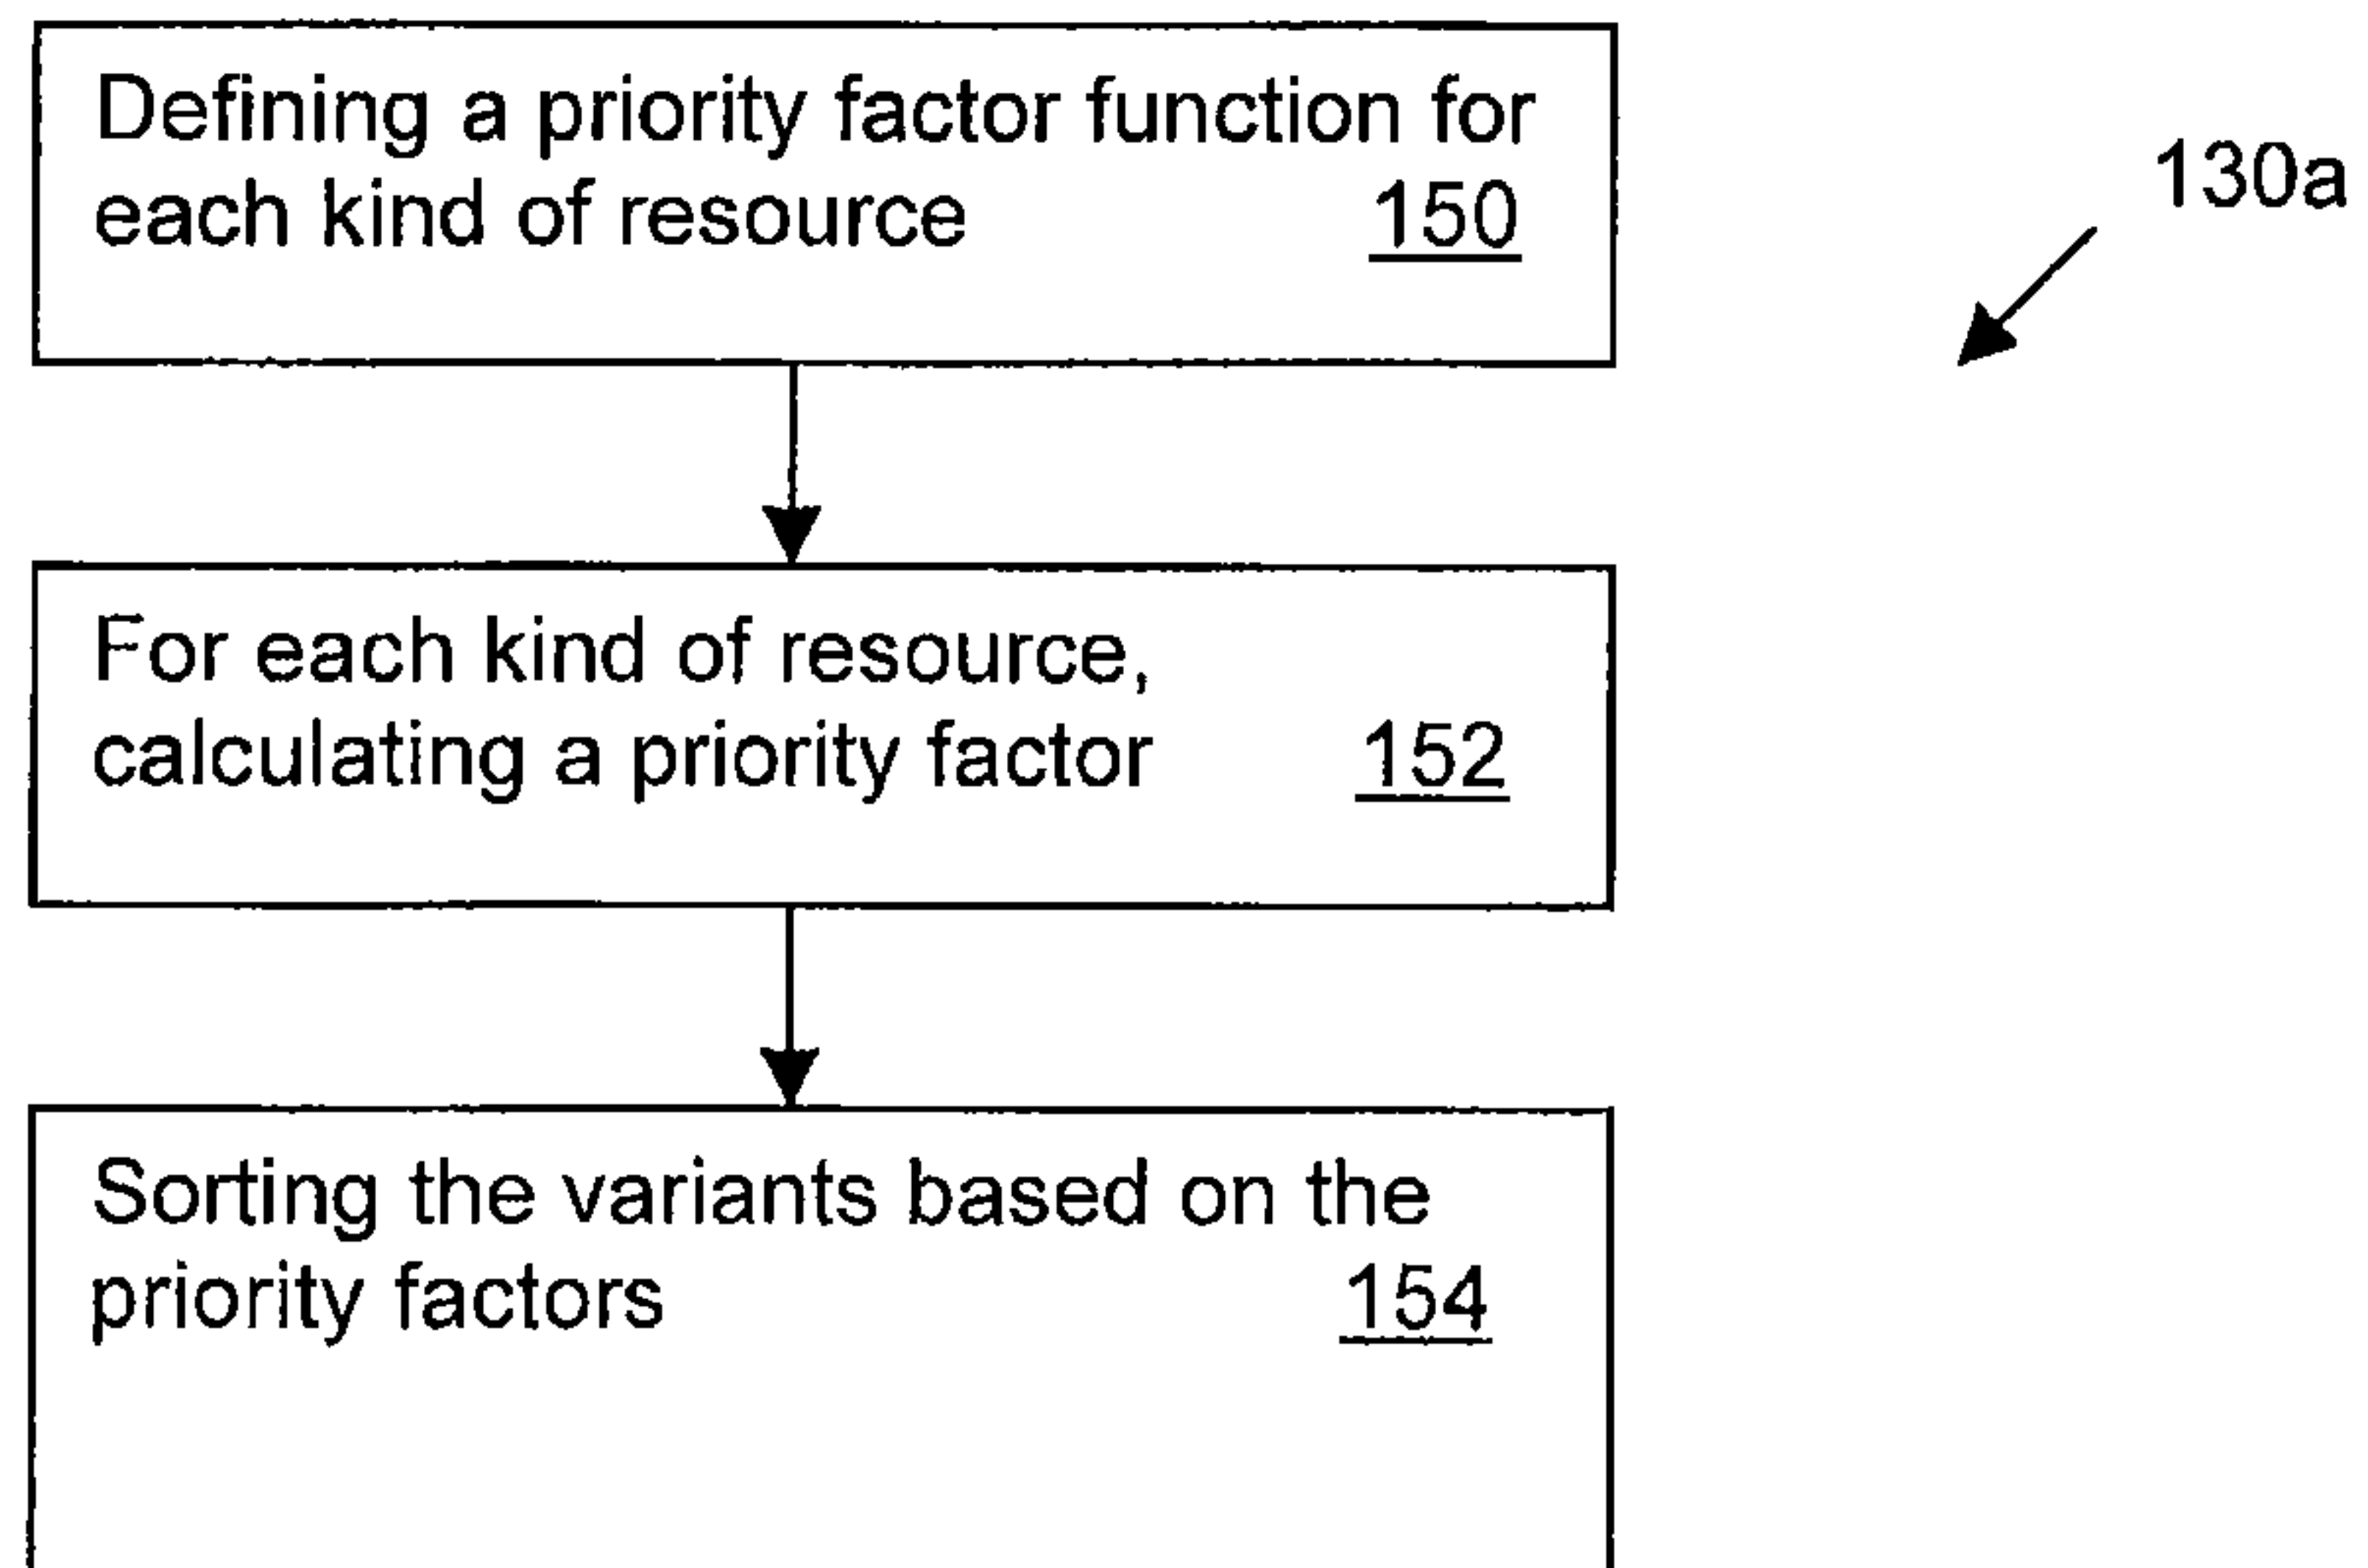 Defining a priority factor function for
each kind of resource 150
130a
For each kind of resource,
calculating a priority factor 152
Sorting the variants based on the
priority factors 154